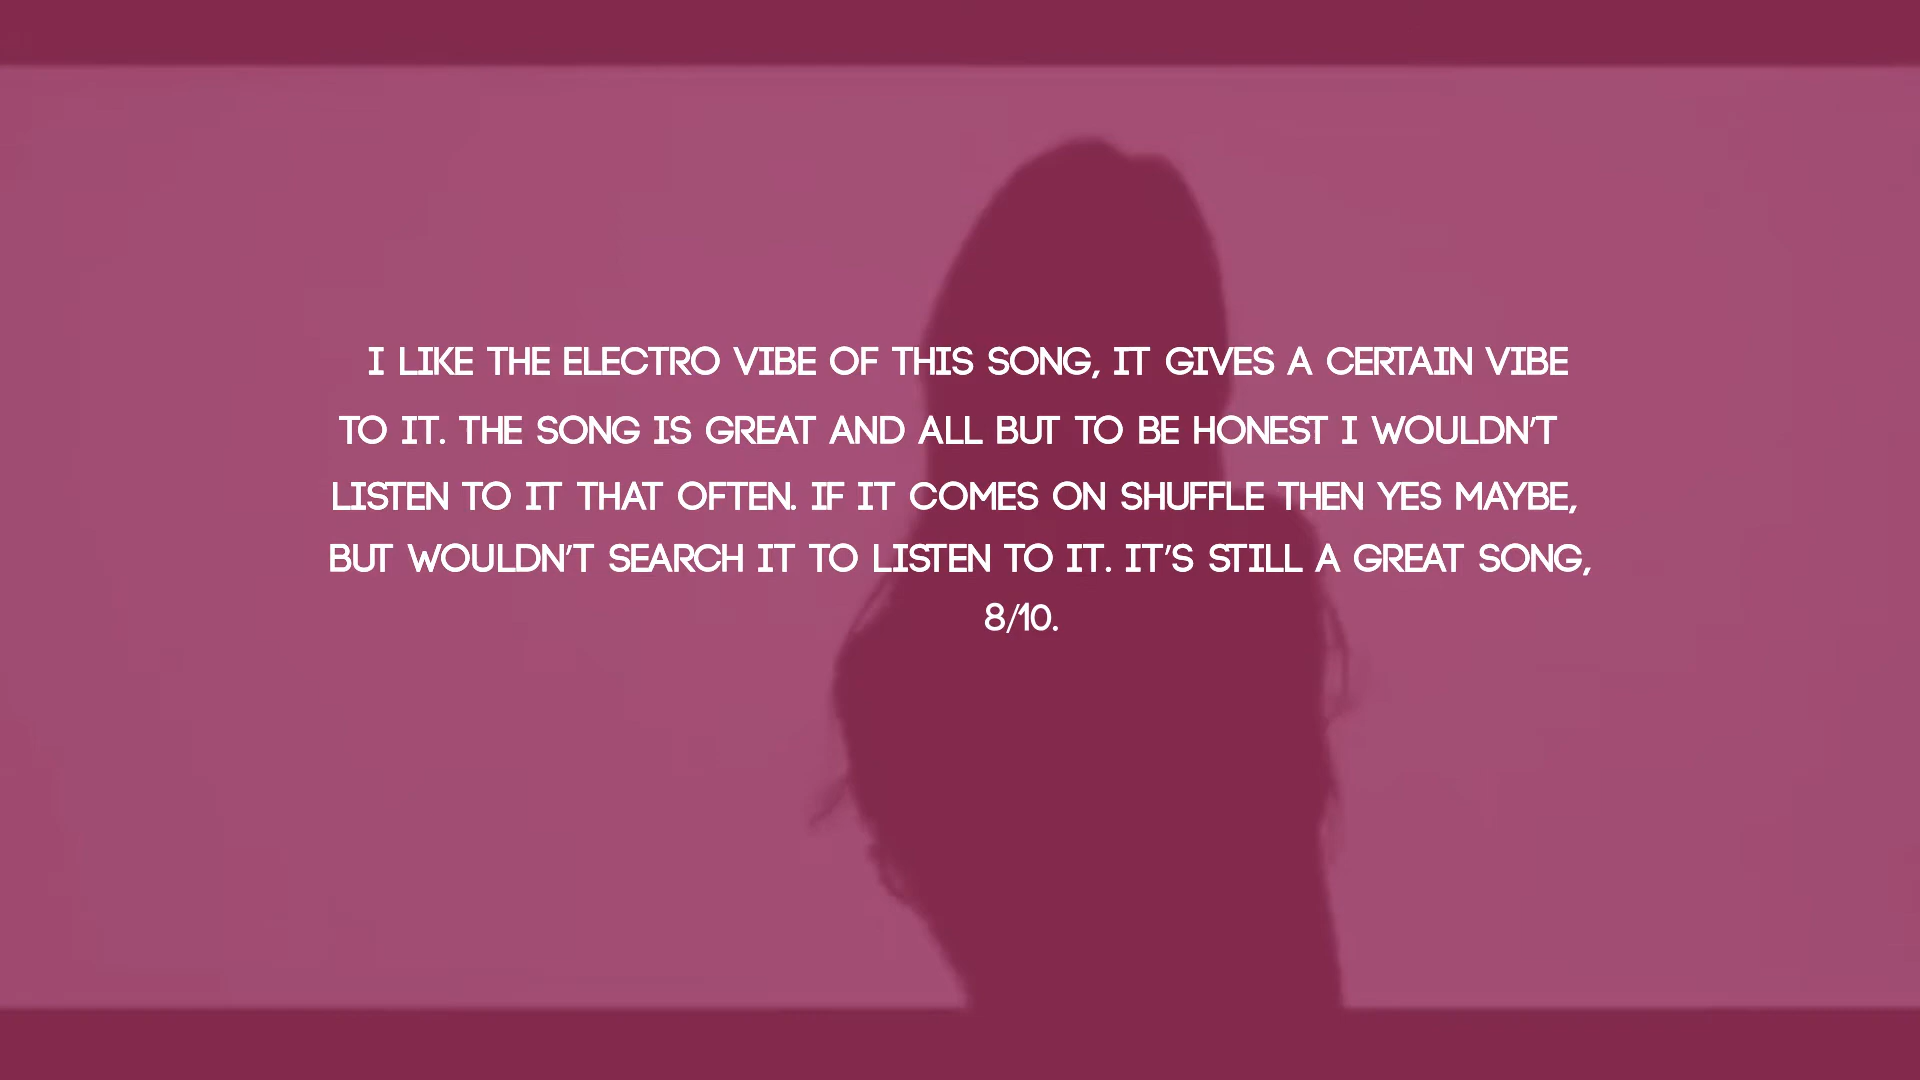 I LIKE THE ELECTRO VIBE OF THIS SONG, IT GIVES A CERTAIN VIBE
TO IT. THE SONG IS GREAT AND ALL BUT TO BE HONEST I WOULDN'T
LISTEN TO IT THAT OFTEN. IF IT COMES ON SHUFFLE THEN YES MAYBE,
BUT WOULDN'T SEARCH IT TO LISTEN TO IT. IT'S STILL A GREAT SONG,
8/10.